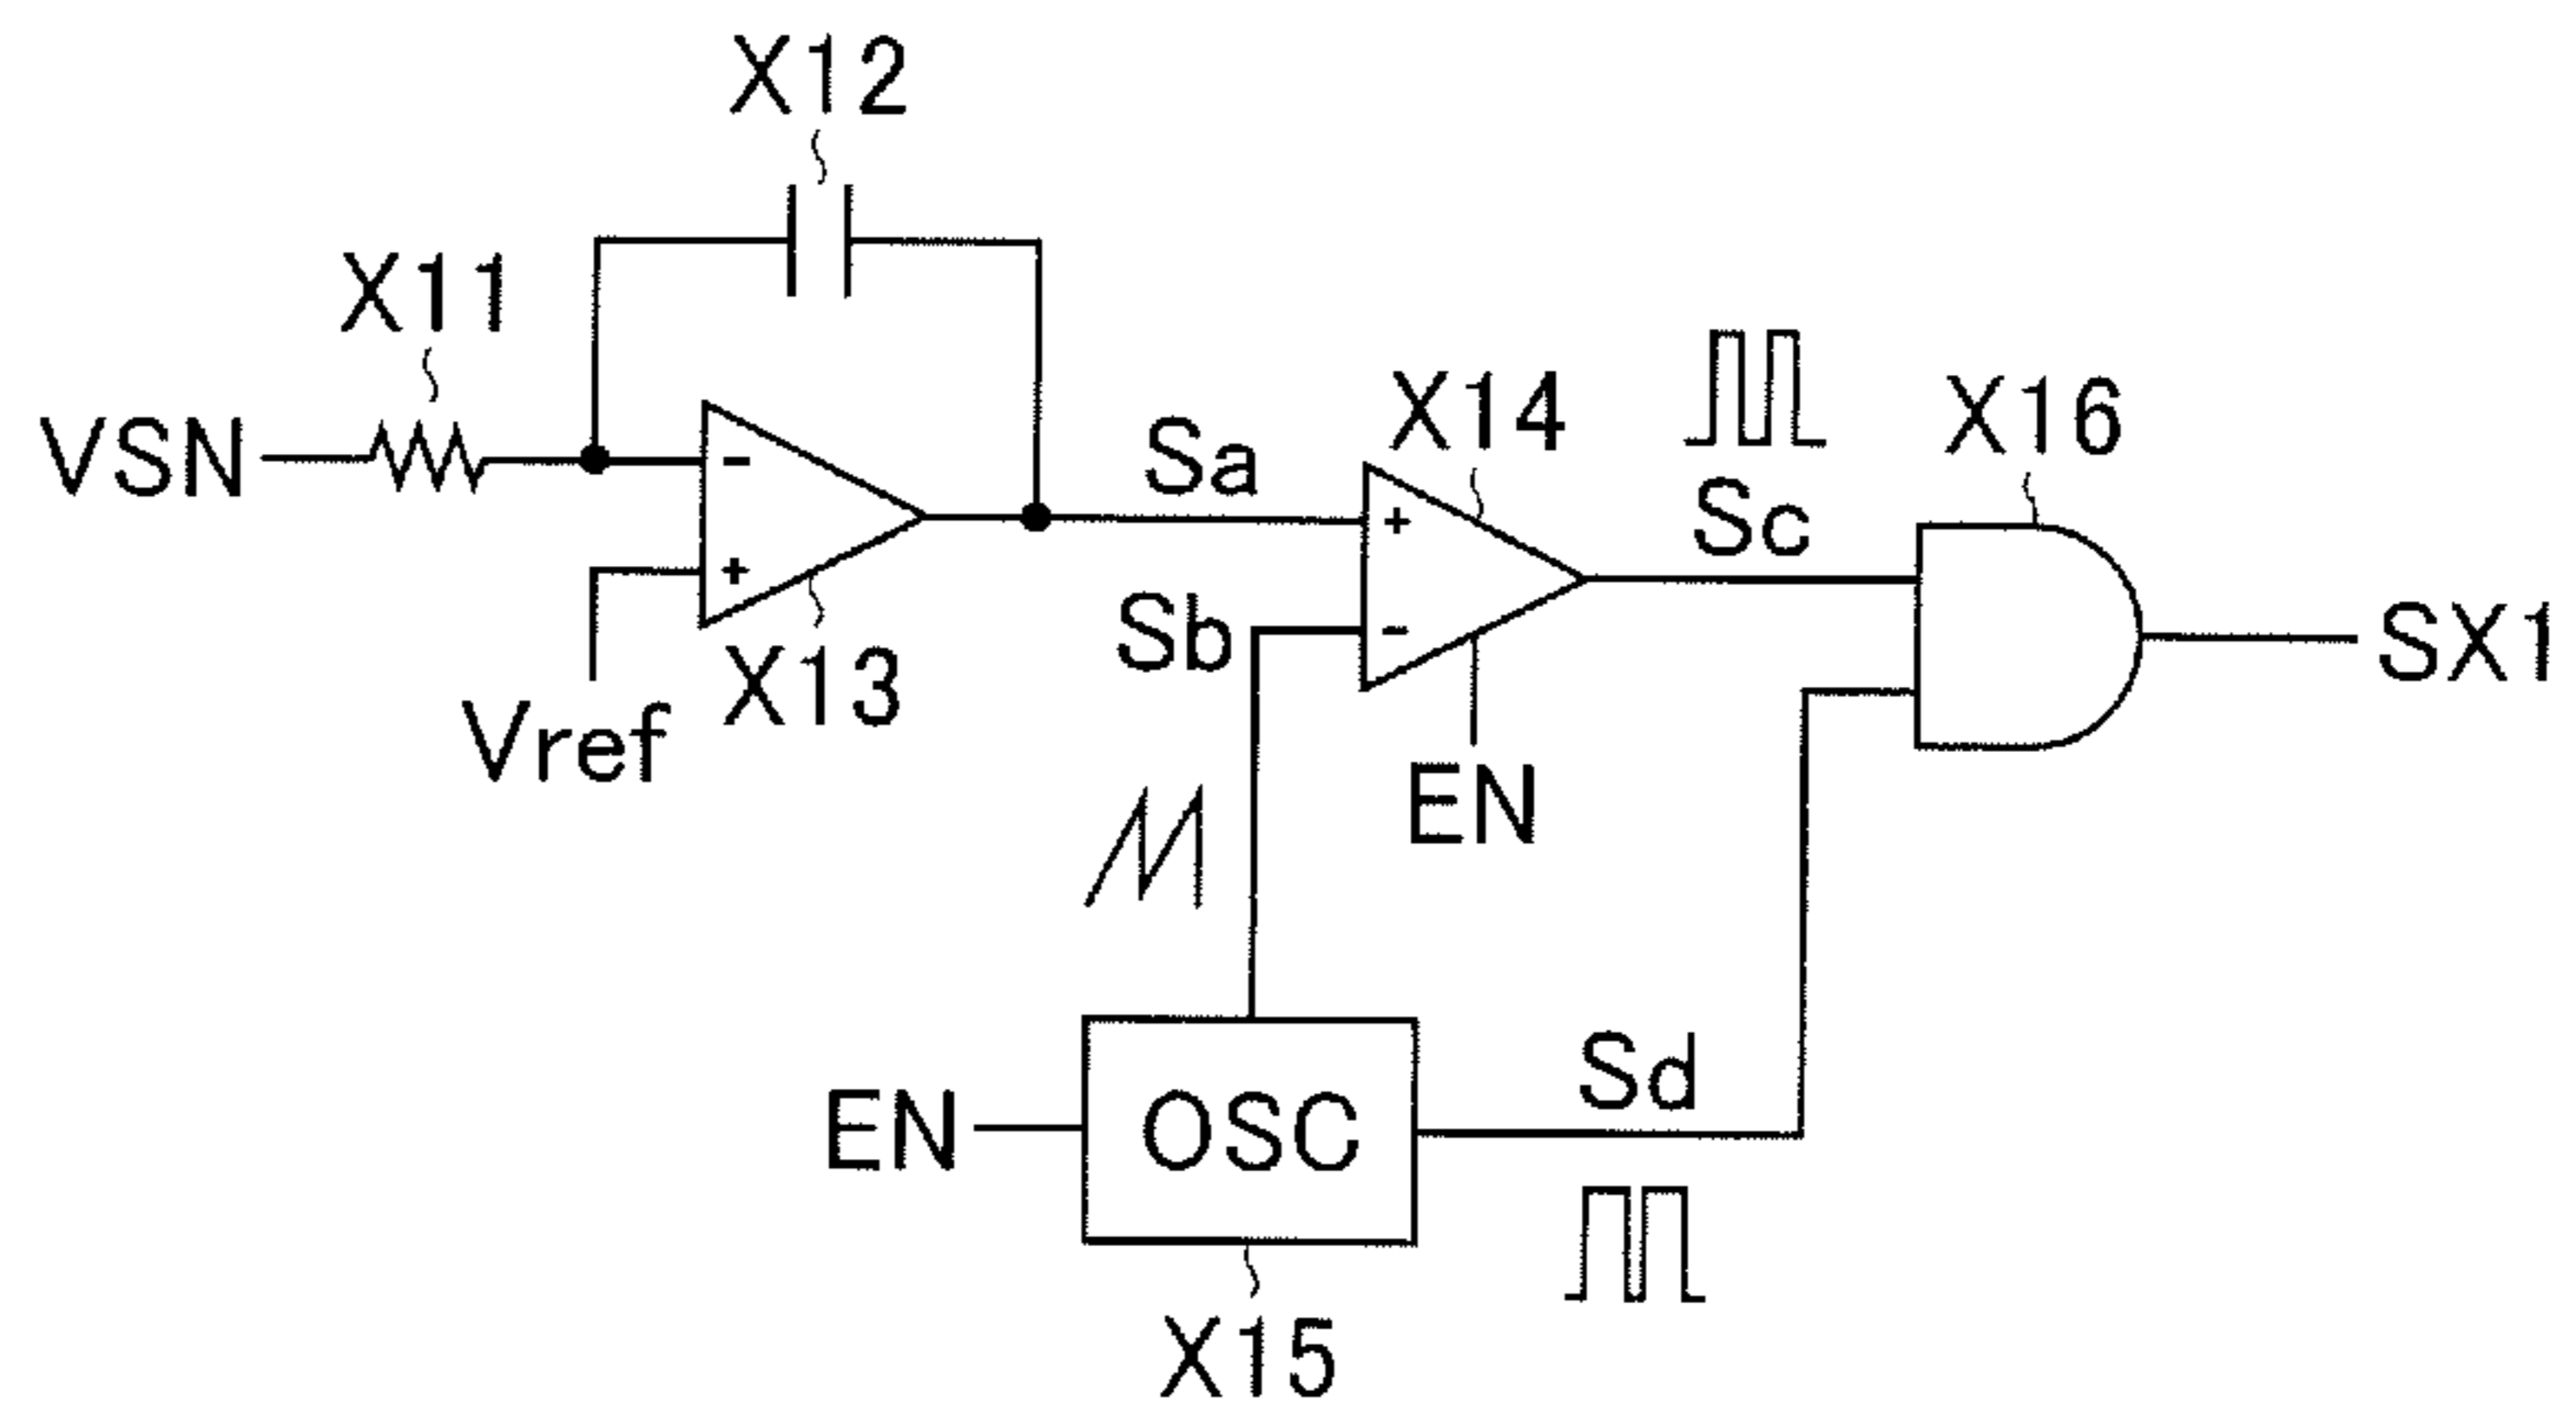 X12
X11
VSN
Sa
X14
Sc
X16
Sb
SX1
Vref
X13
EN
EN
OSC
Sd
X15